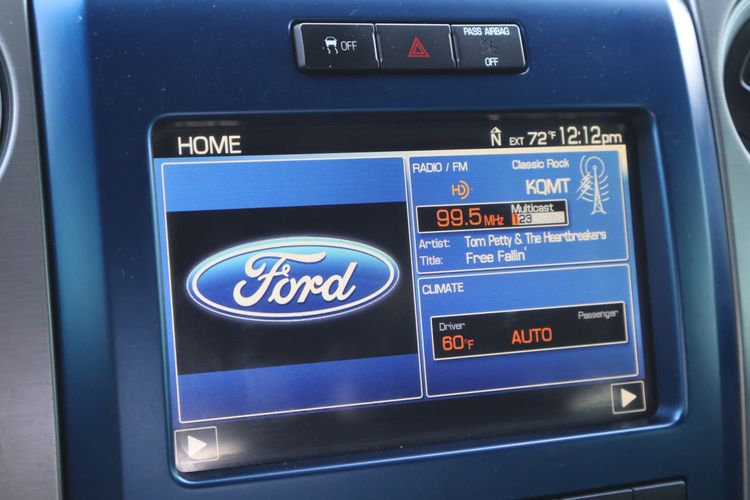 OFF
PASS AIRBAG
OFF
HOME
N EXT 72°F 12:12pm
Ford
RADIO / FM Classic Rock
HD KQMT
99.5 MHz Multicast
123
Artist: Tom Petty & The Heartbreakers
Title: Free Fallin'
CLIMATE
Driver Passenger
60°F AUTO